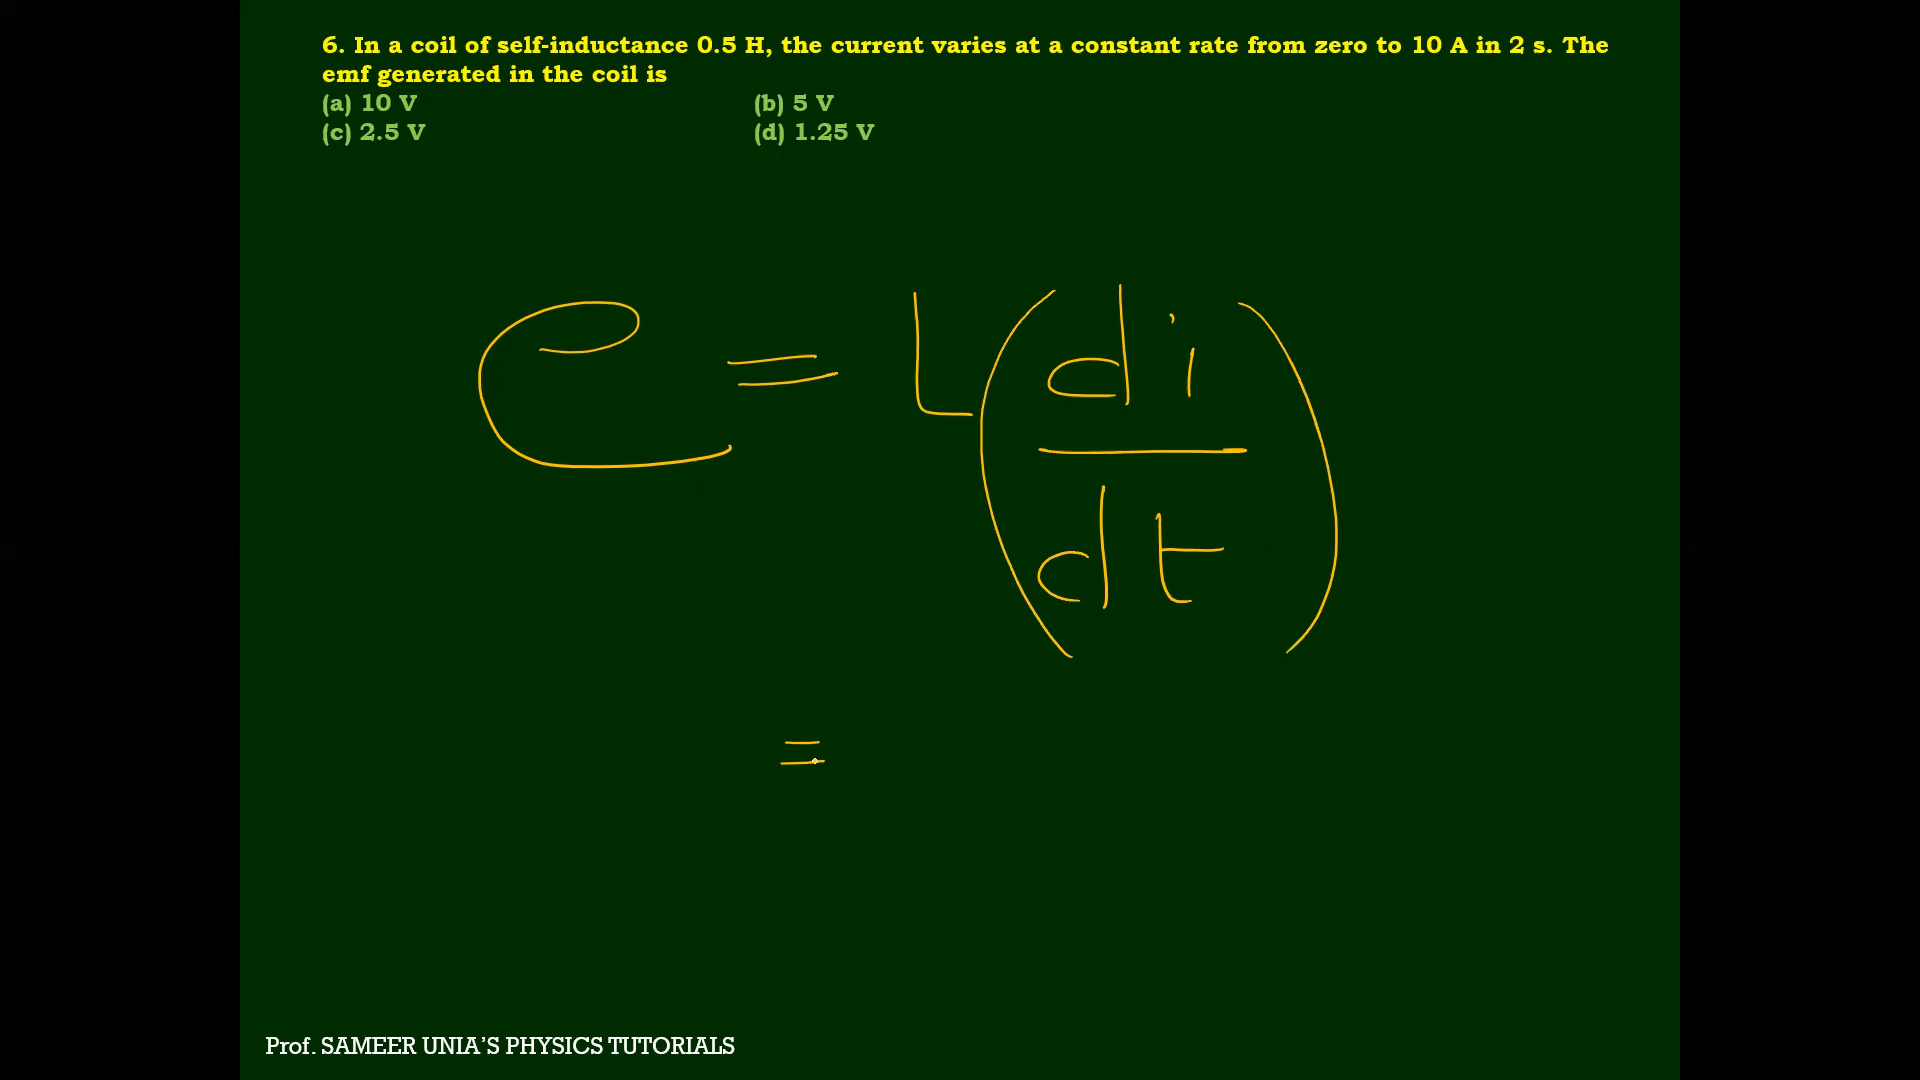 6. In a coil of self-inductance 0.5 H, the current varies at a constant rate from zero to 10 A in 2 s. The
emf generated in the coil is
(a) 10 V (b) 5 V
(c) 2.5 V (d) 1.25 V
e = L(di/dt)
=
Prof. SAMEER UNIA'S PHYSICS TUTORIALS